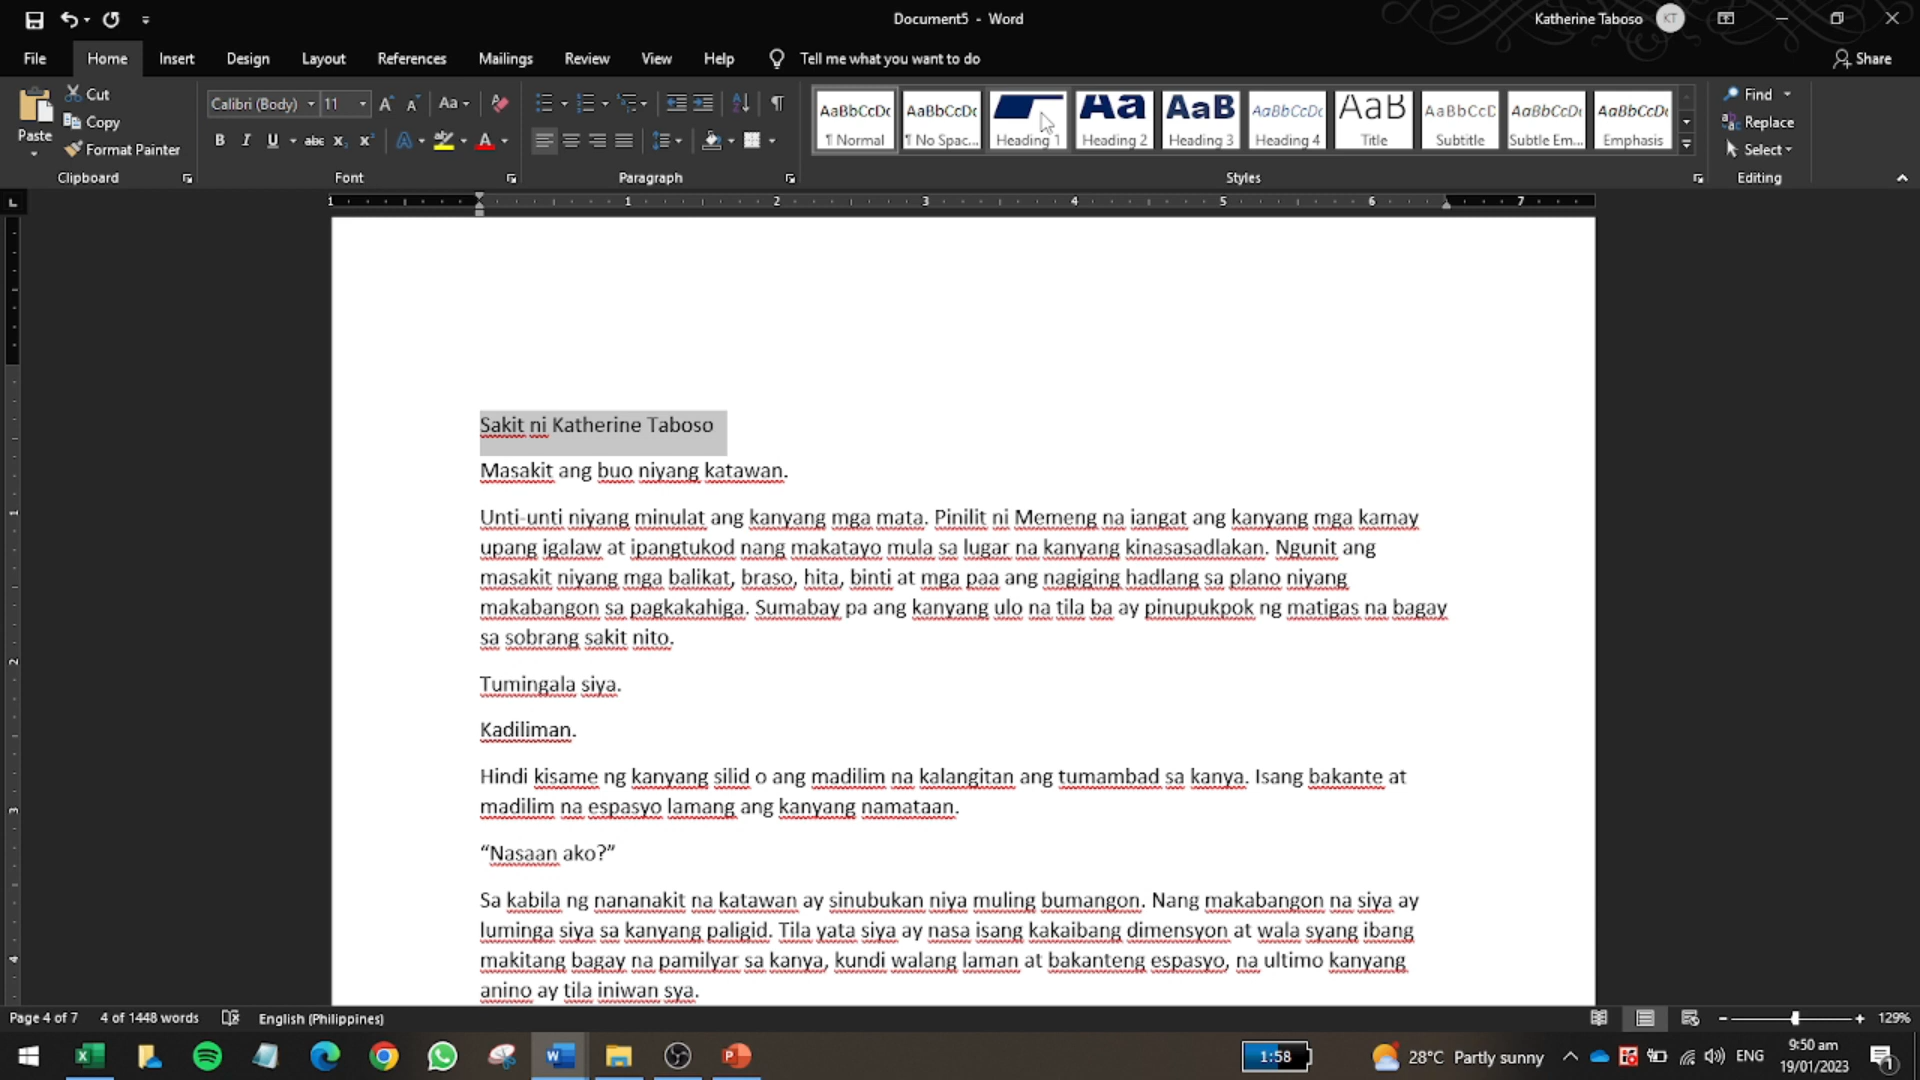 Document5 - Word
Katherine Taboso
KT
File
Home
Insert
Design
Layout
References
Mailings
Review
View
Help
Tell me what you want to do
Share
Paste
Cut
Copy
Format Painter
Clipboard
Calibri (Body)
11
Font
Paragraph
AaBbCcDc
¶ Normal
AaBbCcDc
¶ No Spac...
Heading 1
Aa
Heading 2
AaB
Heading 3
AaBbCcDc
Heading 4
AaB
Title
AaBbCcD
Subtitle
AaBbCcDc
Subtle Em...
AaBbCcDc
Emphasis
Styles
Find
Replace
Select
Editing
1 1 2 3 4 5 6 7
Sakit ni Katherine Taboso
Masakit ang buo niyang katawan.
Unti-unti niyang minulat ang kanyang mga mata. Pinilit ni Memeng na iangat ang kanyang mga kamay
upang igalaw at ipangtukod nang makatayo mula sa lugar na kanyang kinasasadlakan. Ngunit ang
masakit niyang mga balikat, braso, hita, binti at mga paa ang nagiging hadlang sa plano niyang
makabangon sa pagkakahiga. Sumabay pa ang kanyang ulo na tila ba ay pinupukpok ng matigas na bagay
sa sobrang sakit nito.
Tumingala siya.
Kadiliman.
Hindi kisame ng kanyang silid o ang madilim na kalangitan ang tumambad sa kanya. Isang bakante at
madilim na espasyo lamang ang kanyang namataan.
“Nasaan ako?”
Sa kabila ng nananakit na katawan ay sinubukan niya muling bumangon. Nang makabangon na siya ay
luminga siya sa kanyang paligid. Tila yata siya ay nasa isang kakaibang dimensyon at wala syang ibang
makitang bagay na pamilyar sa kanya, kundi walang laman at bakanteng espasyo, na ultimo kanyang
anino ay tila iniwan sya.
Page 4 of 7
4 of 1448 words
English (Philippines)
129%
1:58
28°C Partly sunny
ENG
9:50 am
19/01/2023